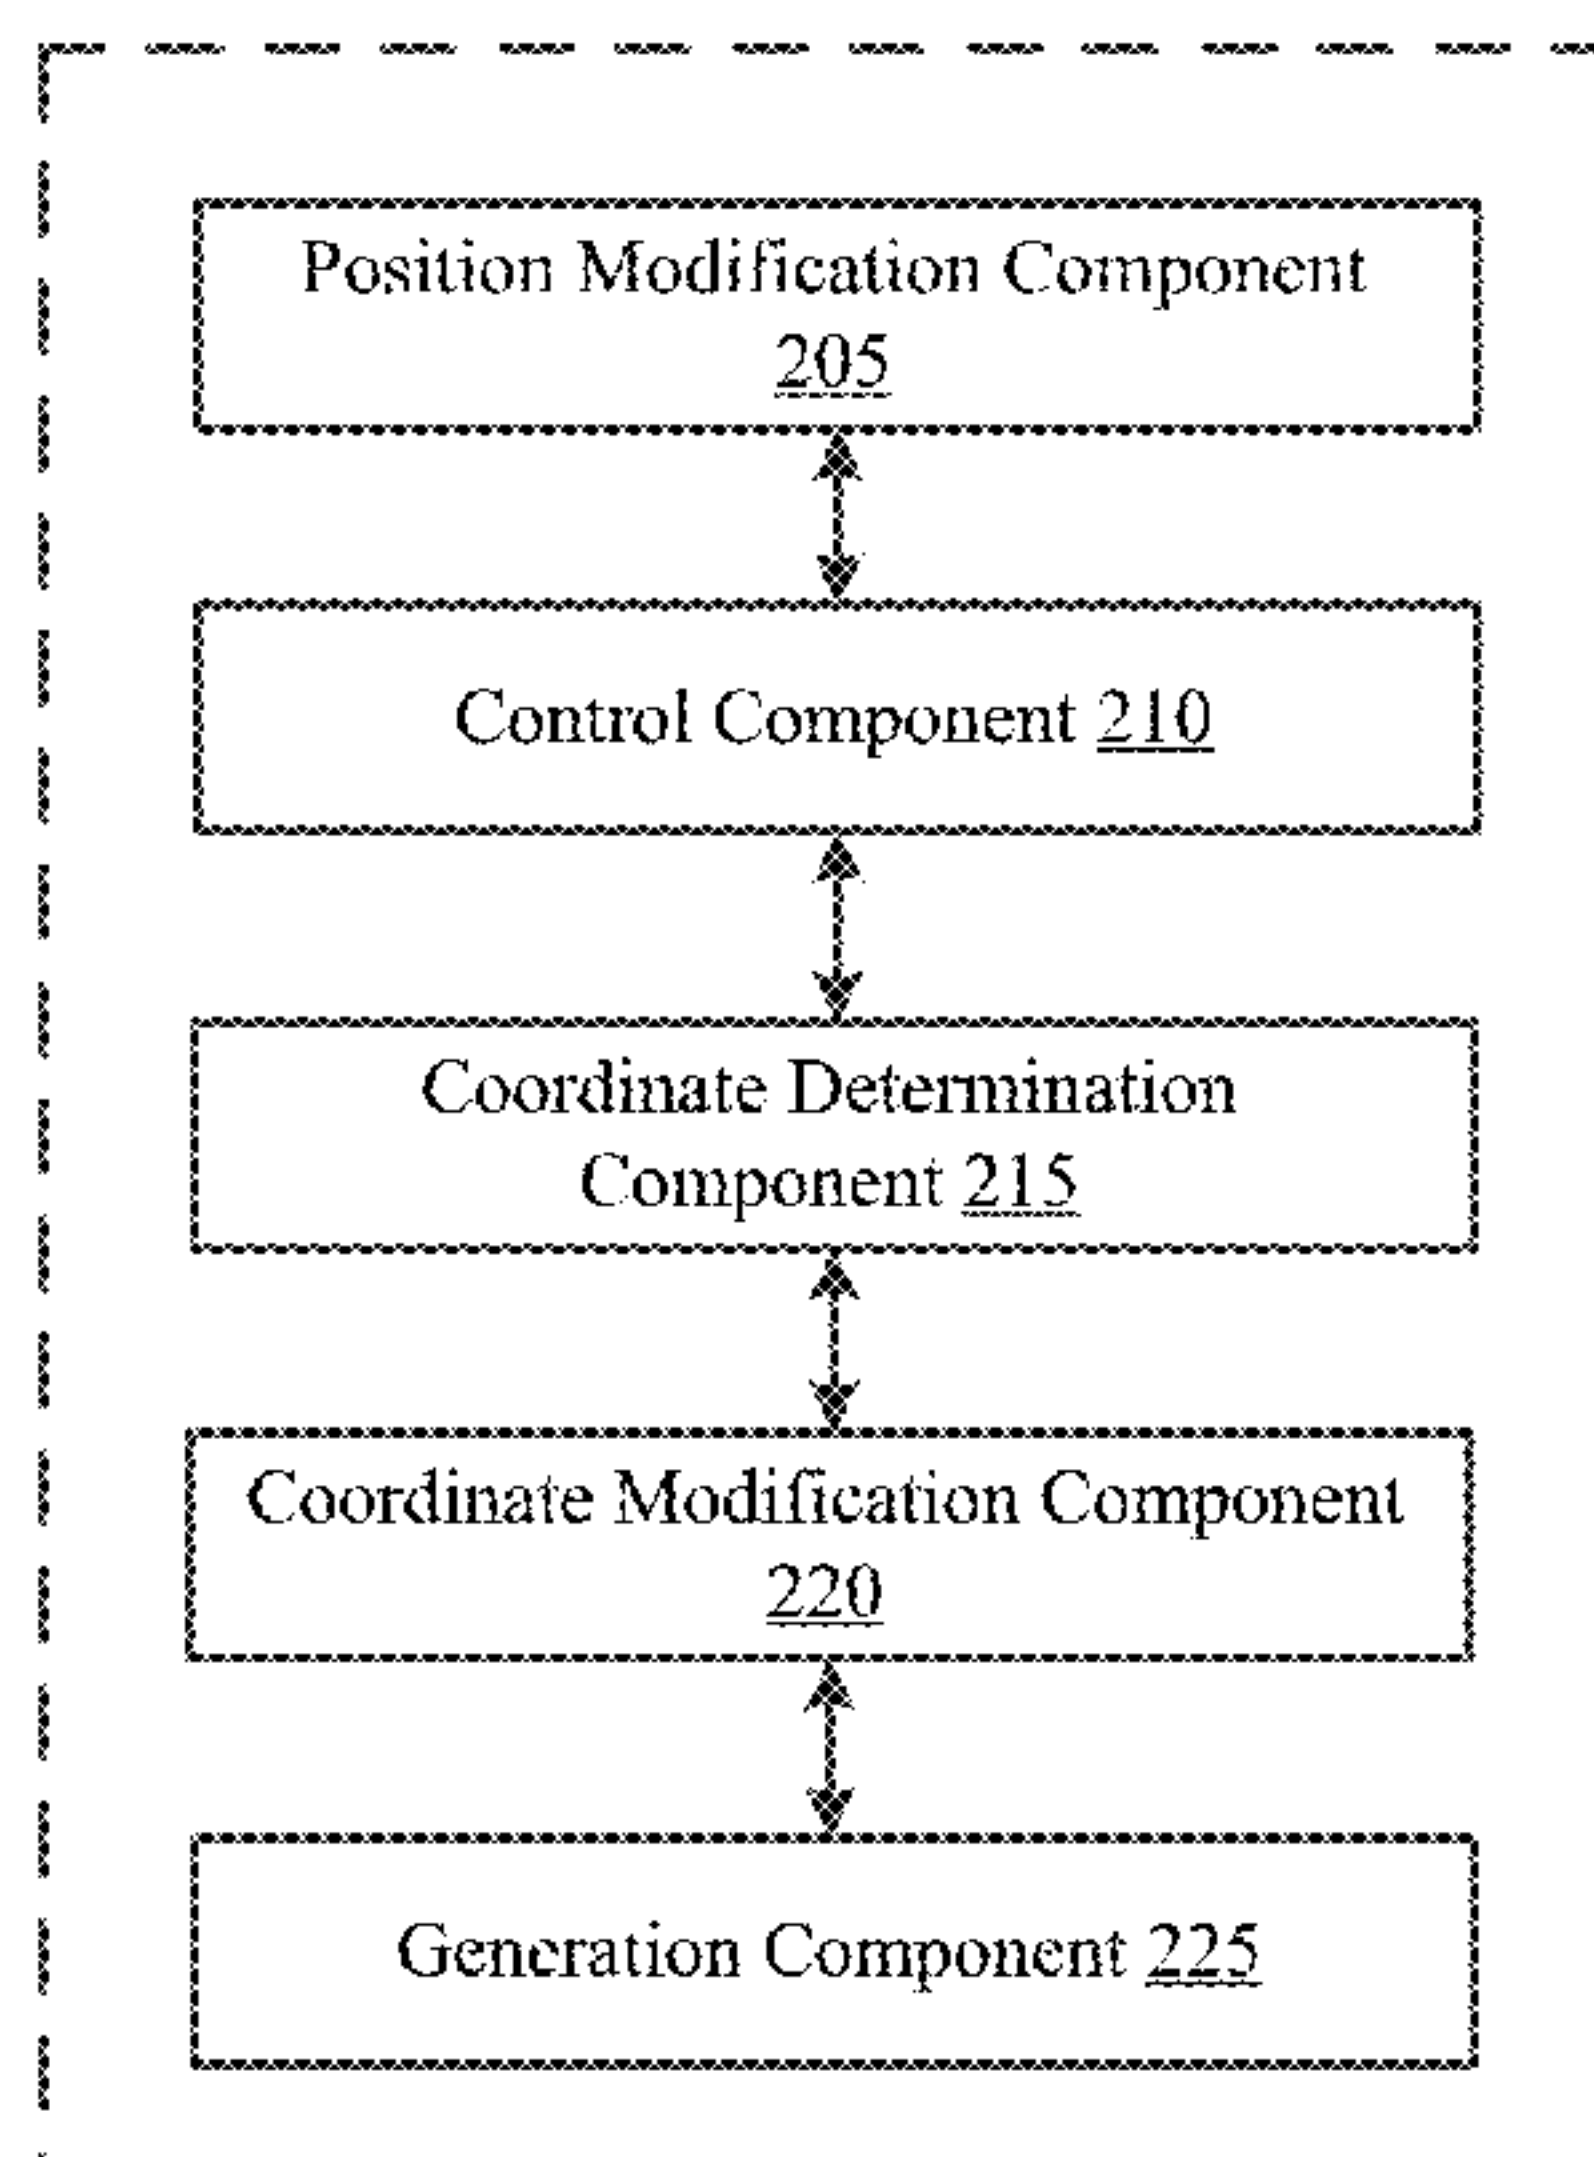 Position Modification Component
205
Control Component 210
Coordinate Determination
Component 215
Coordinate Modification Component
220
Generation Component 225